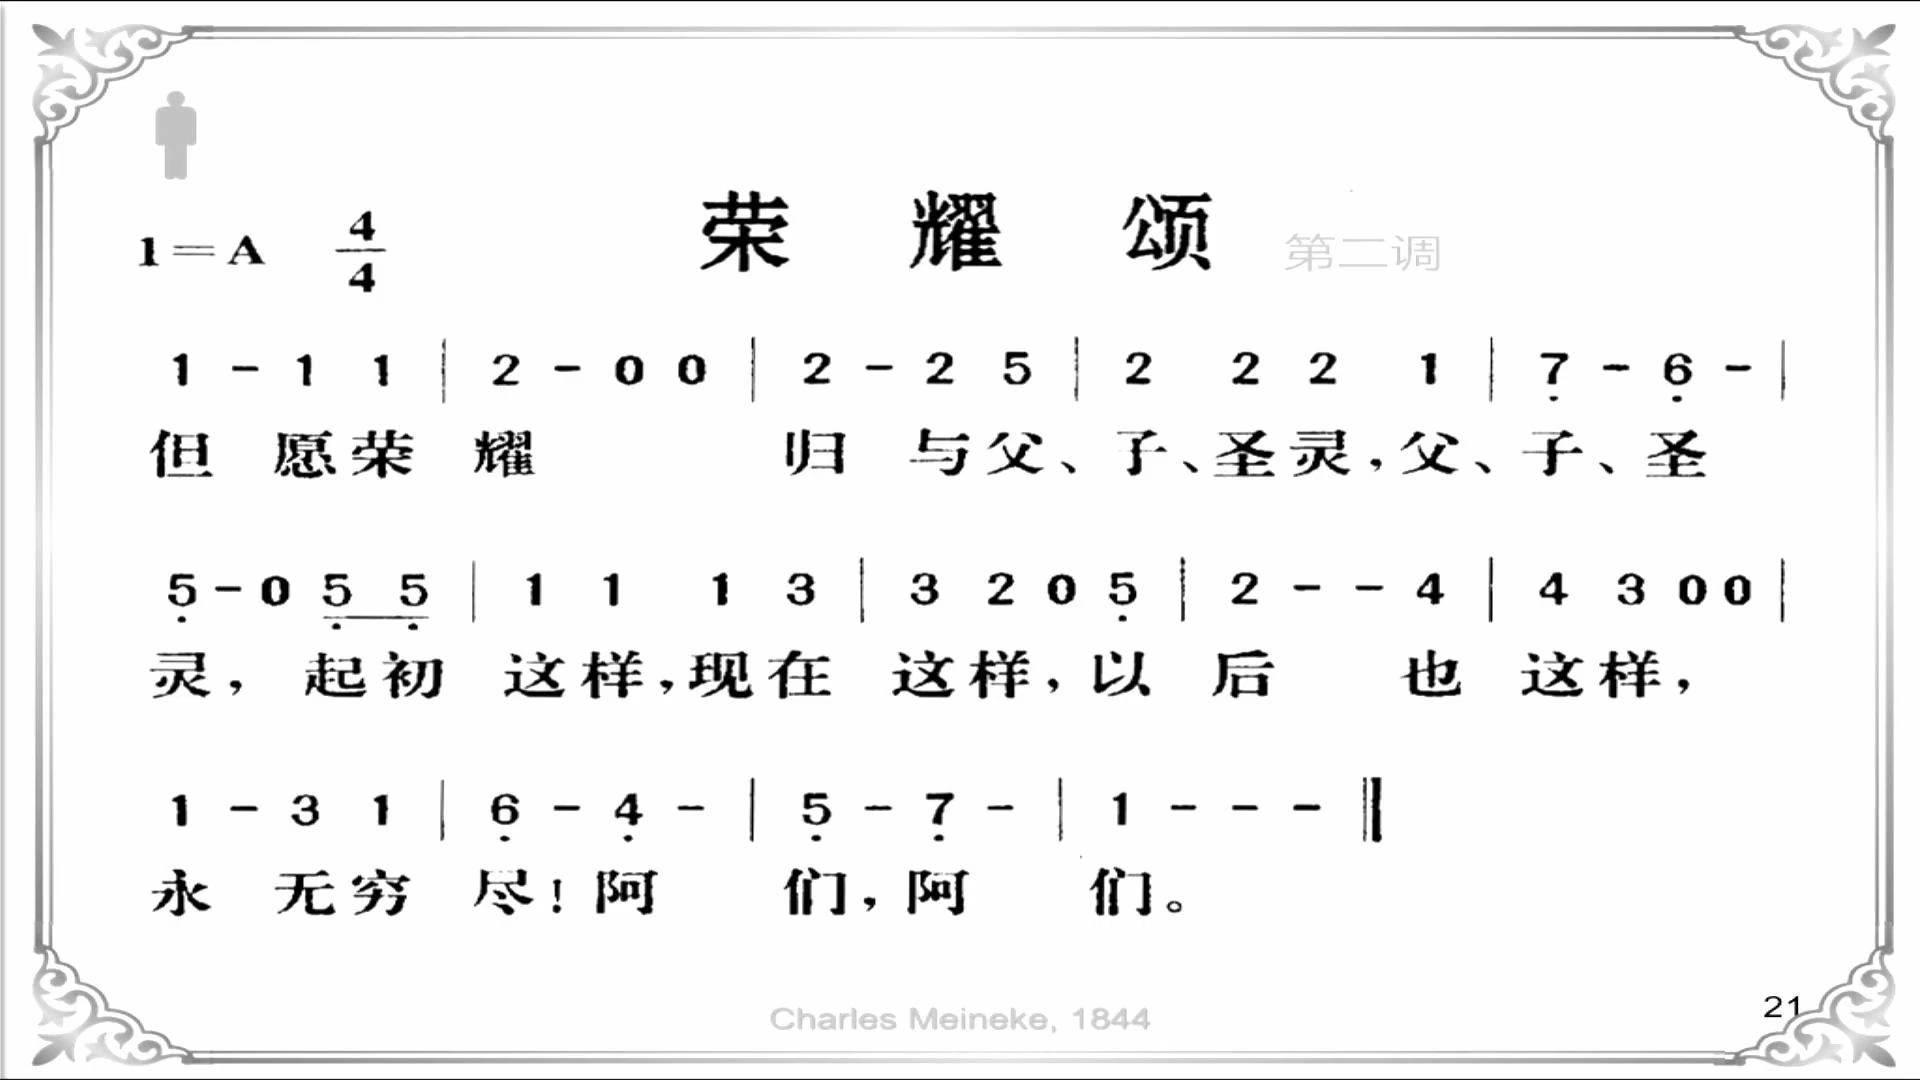 荣耀颂 第二调
1=A 4/4
1 - 1 1 | 2 - 0 0 | 2 - 2 5 | 2 2 2 1 | 7̣ - 6̣ - |
但愿荣耀 归与父、子、圣灵,父、子、圣
5̣ - 0 5̣ 5̣ | 1 1 1 3 | 3 2 0 5̣ | 2 - - 4 | 4 3 0 0 |
灵,起初 这样,现在 这样,以后 也 这样,
1 - 3 1 | 6̣ - 4̣ - | 5̣ - 7̣ - | 1 - - - ‖
永 无穷 尽!阿 们,阿 们。
Charles Meineke, 1844
21